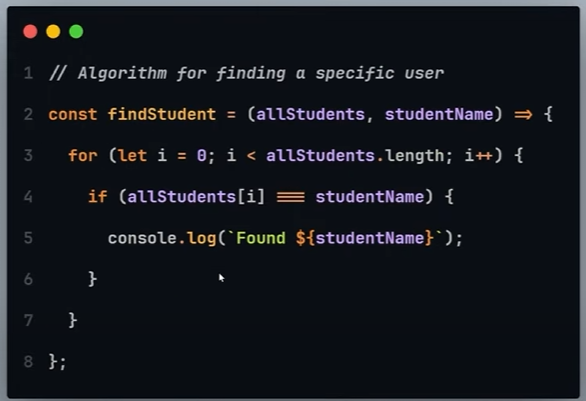 1 // Algorithm for finding a specific user
2 const findStudent = (allStudents, studentName) => {
3   for (let i = 0; i < allStudents.length; i++) {
4     if (allStudents[i] === studentName) {
5       console.log(`Found ${studentName}`);
6     }
7   }
8 };